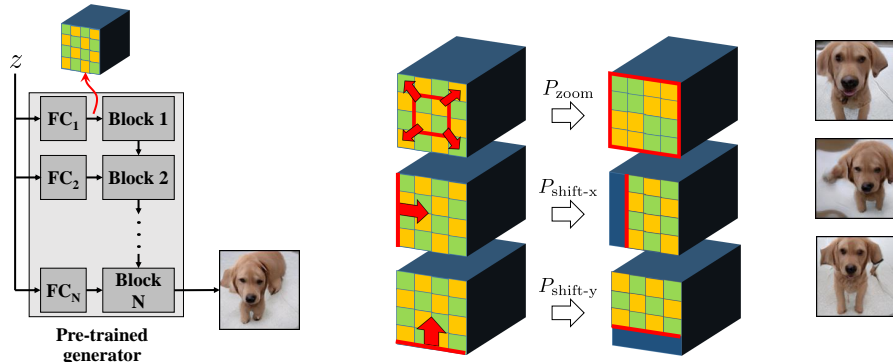 z
FC1
Block 1
FC2
Block 2
FCN
Block
N
Pre-trained
generator
Pzoom
Pshift-x
Pshift-y